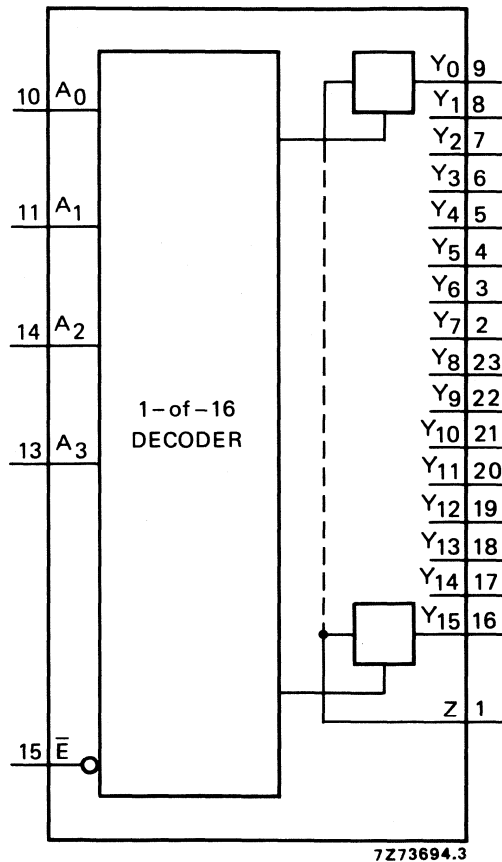 10 A0
11 A1
14 A2
13 A3
15 E̅
1-of-16
DECODER
Y0 9
Y1 8
Y2 7
Y3 6
Y4 5
Y5 4
Y6 3
Y7 2
Y8 23
Y9 22
Y10 21
Y11 20
Y12 19
Y13 18
Y14 17
Y15 16
Z 1
7Z73694.3